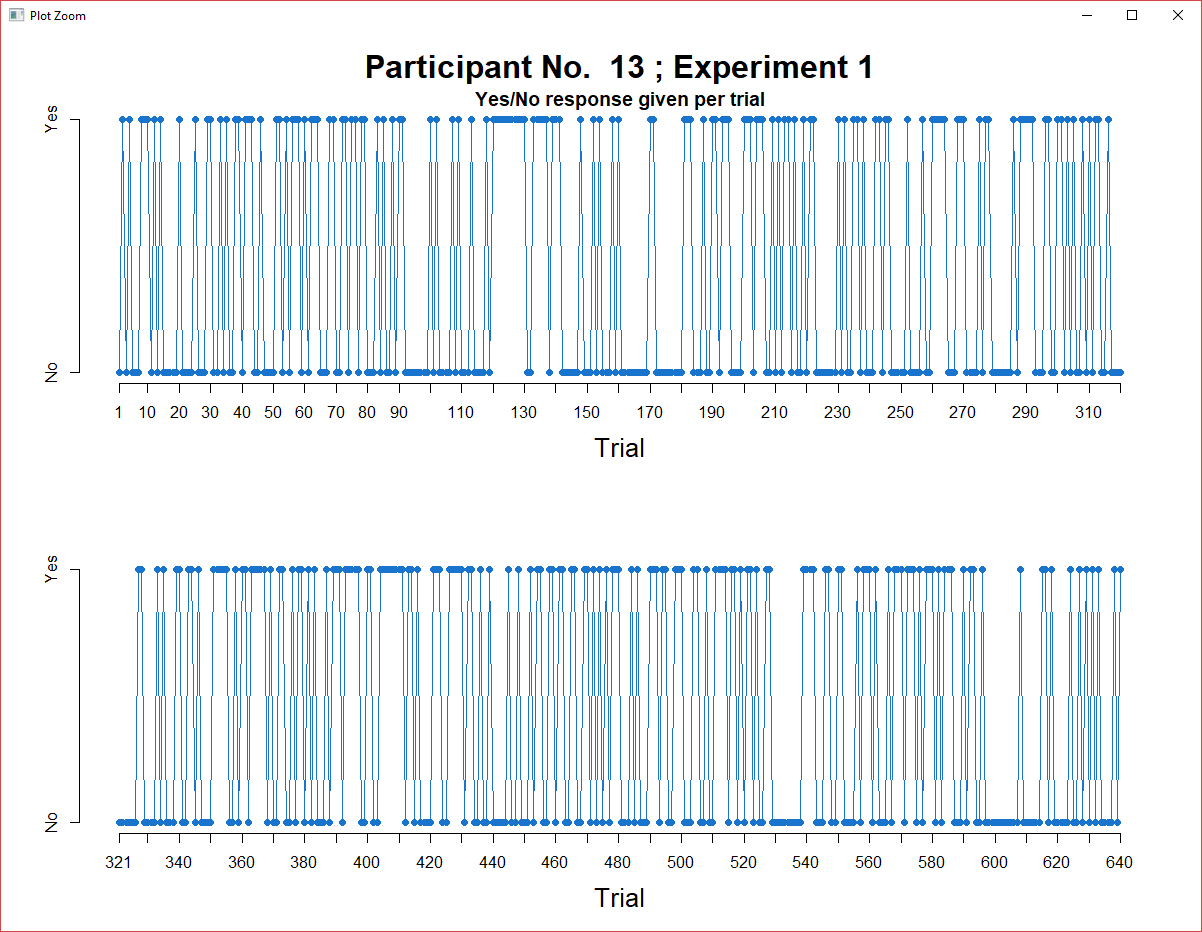 Plot Zoom
Participant No. 13 ; Experiment 1
Yes/No response given per trial
Yes
No
1 10 20 30 40 50 60 70 80 90 110 130 150 170 190 210 230 250 270 290 310
Trial
Yes
No
321 340 360 380 400 420 440 460 480 500 520 540 560 580 600 620 640
Trial